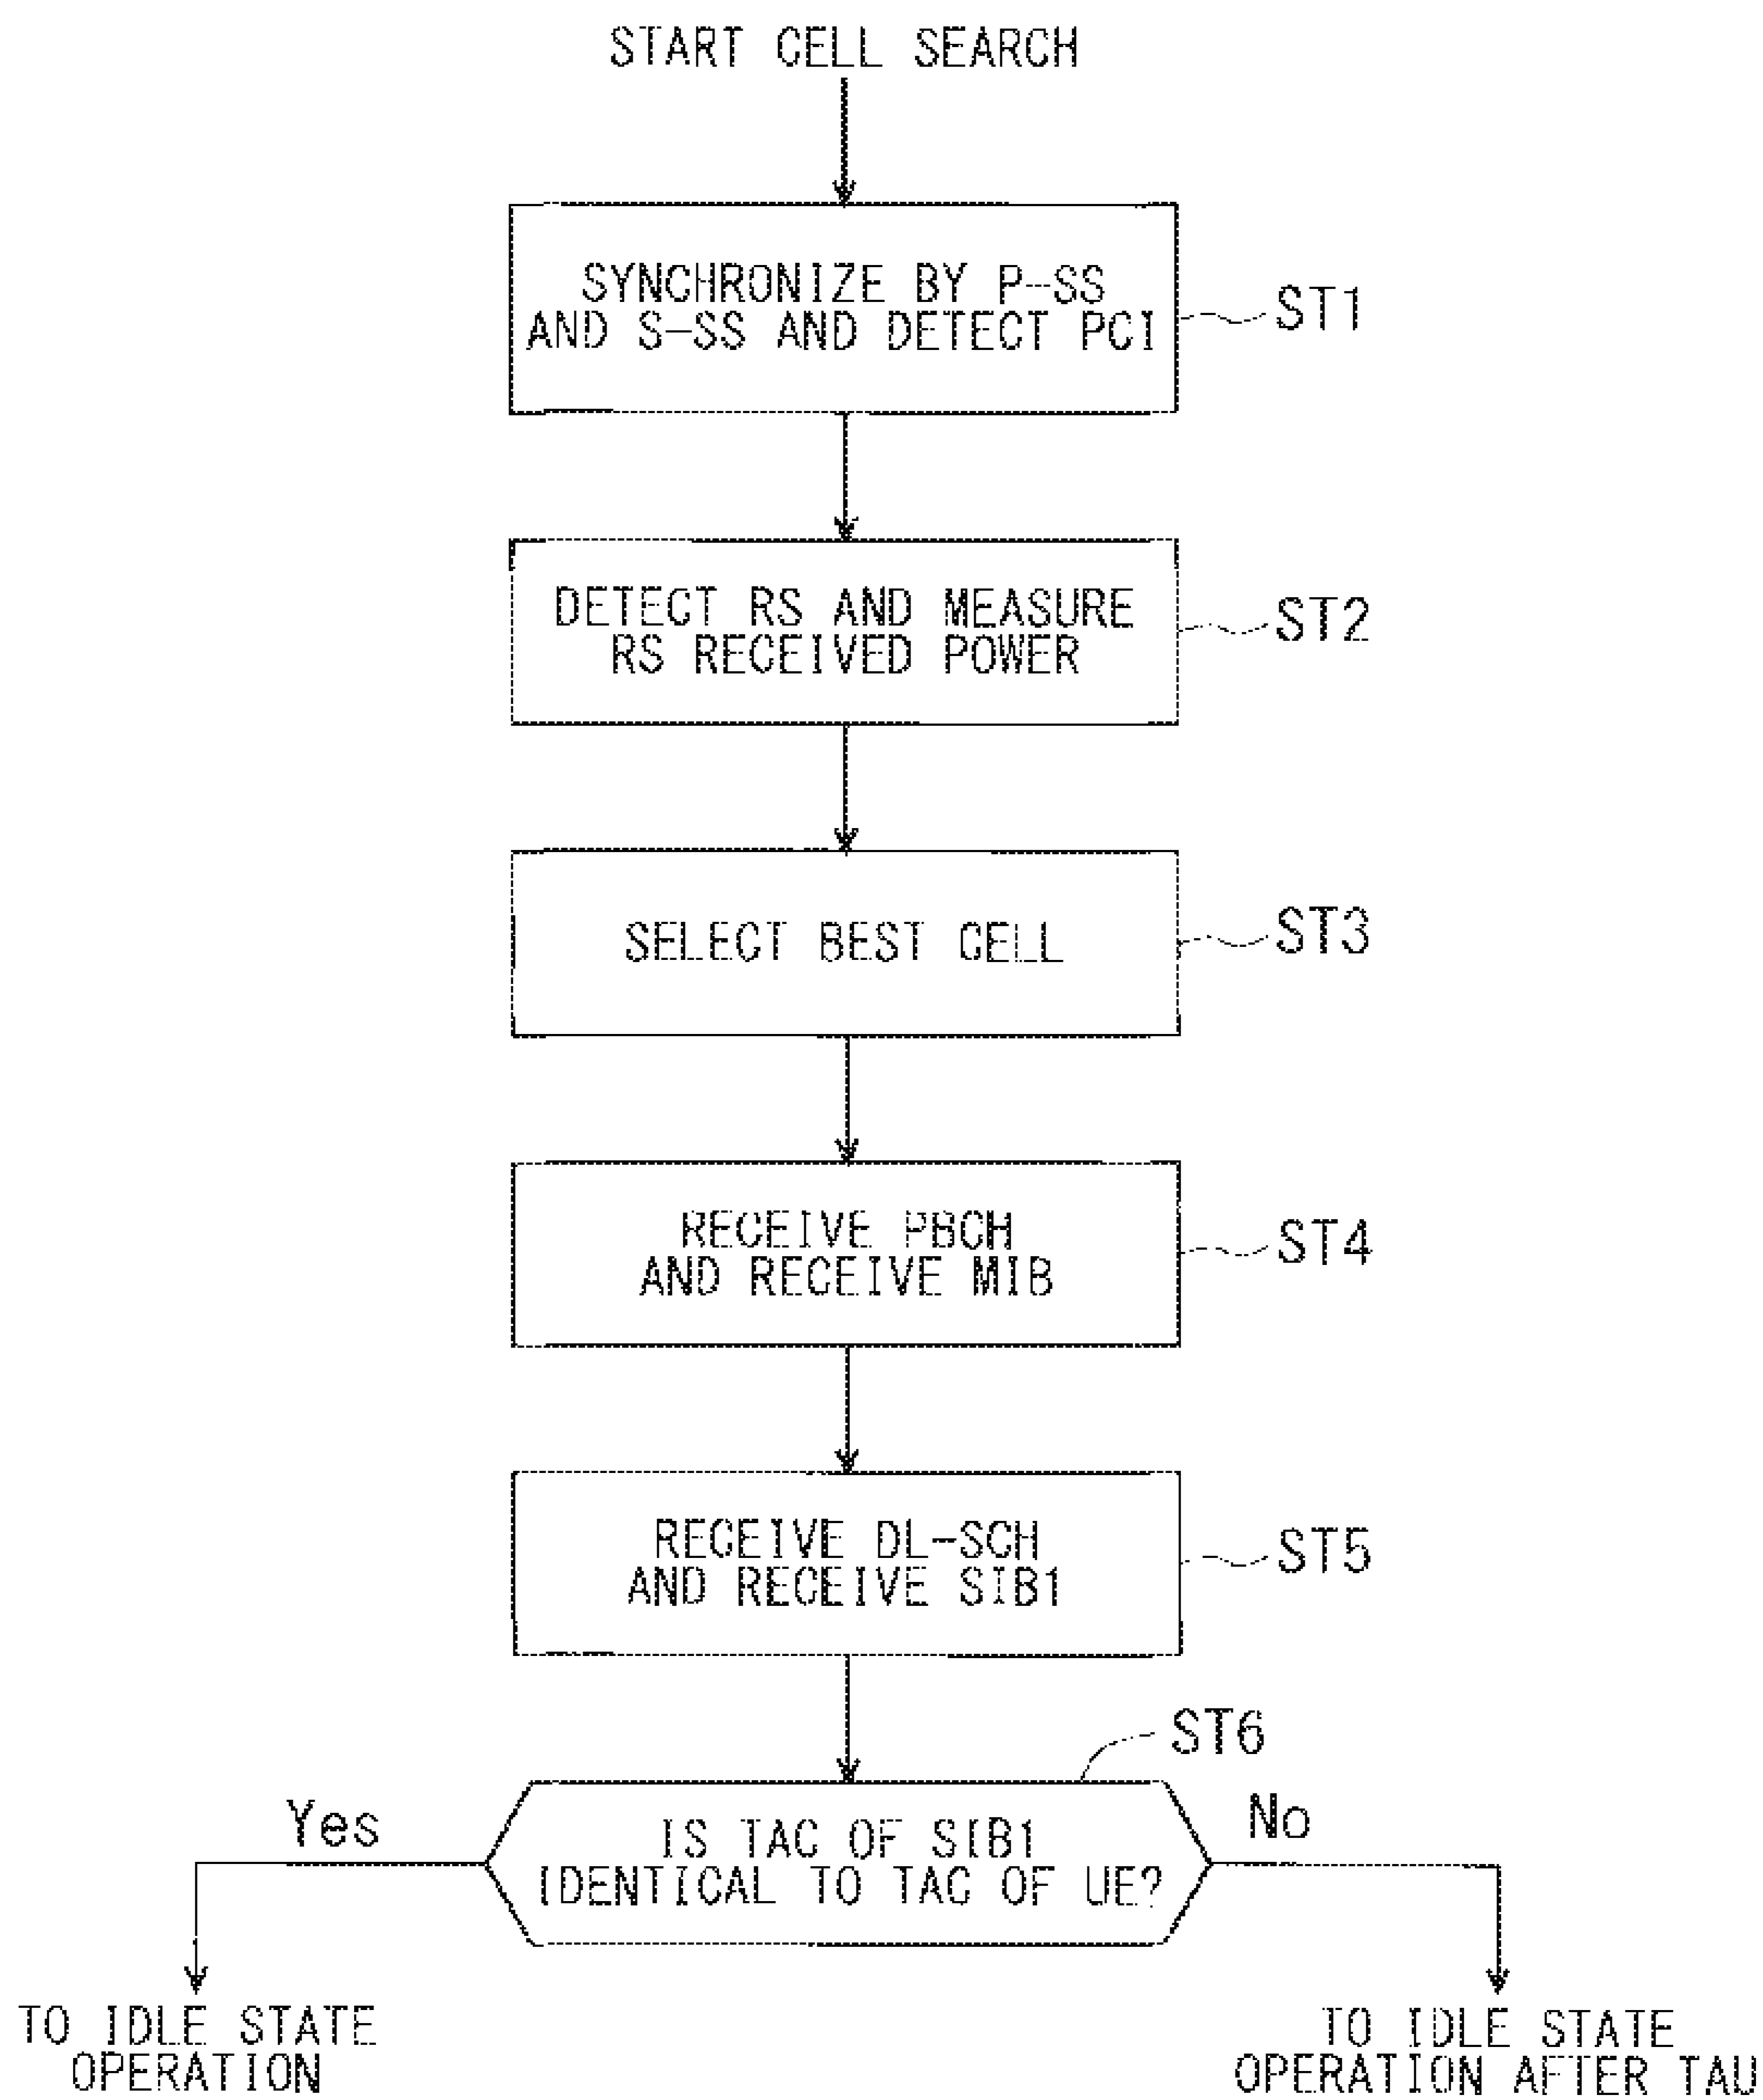 START CELL SEARCH
SYNCHRONIZE BY P-SS
AND S-SS AND DETECT PCI
ST1
DETECT RS AND MEASURE
RS RECEIVED POWER
ST2
SELECT BEST CELL
ST3
RECEIVE PBCH
AND RECEIVE MIB
ST4
RECEIVE DL-SCH
AND RECEIVE SIB1
ST5
ST6
Yes
IS TAC OF SIB1
IDENTICAL TO TAC OF UE?
No
TO IDLE STATE
OPERATION
TO IDLE STATE
OPERATION AFTER TAU